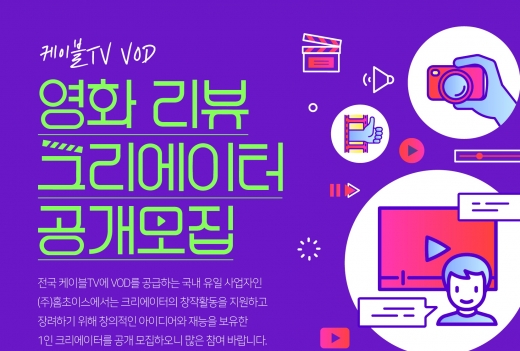 케이블TV VOD
영화 리뷰
크리에이터
공개모집
전국 케이블TV에 VOD를 공급하는 국내 유일 사업자인
(주)홈초이스에서는 크리에이터의 창작활동을 지원하고
장려하기 위해 창의적인 아이디어와 재능을 보유한
1인 크리에이터를 공개 모집하오니 많은 참여 바랍니다.